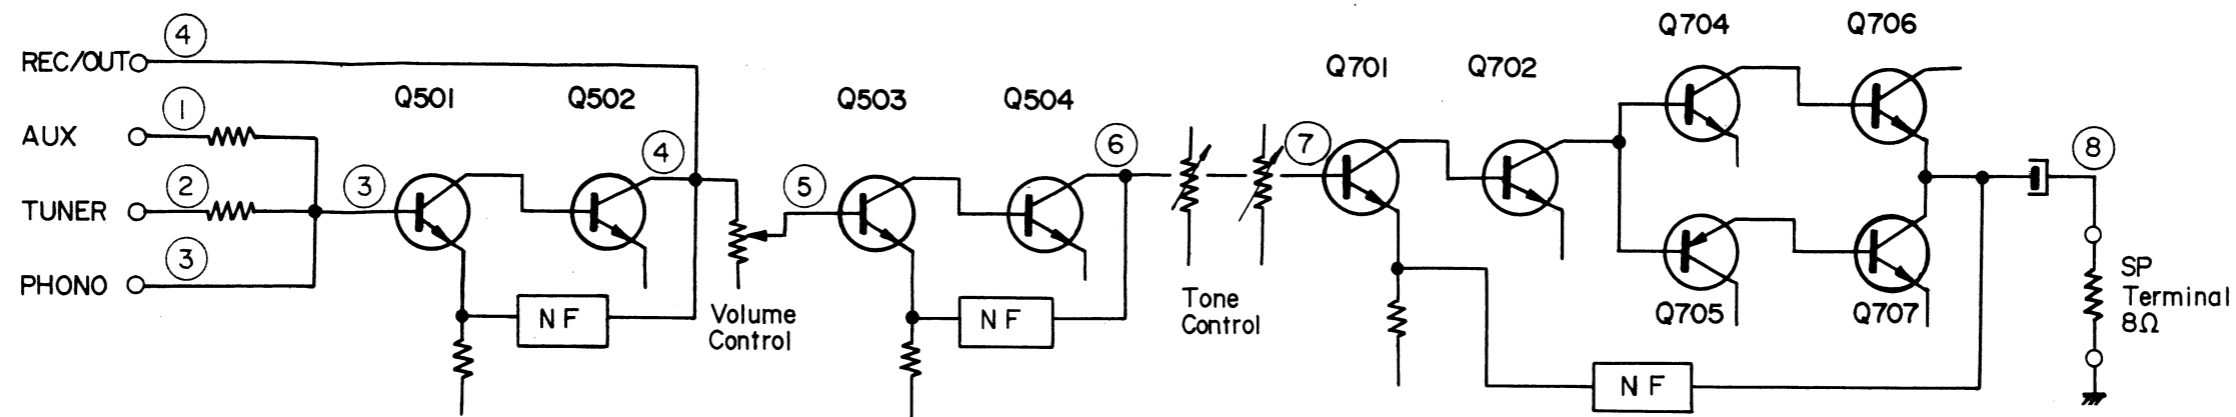 REC/OUT
4
AUX
1
TUNER
2
PHONO
3
3
Q501
Q502
4
NF
Volume
Control
5
Q503
Q504
6
NF
Tone
Control
7
Q701
Q702
Q704
Q706
Q705
Q707
NF
8
SP
Terminal
8Ω